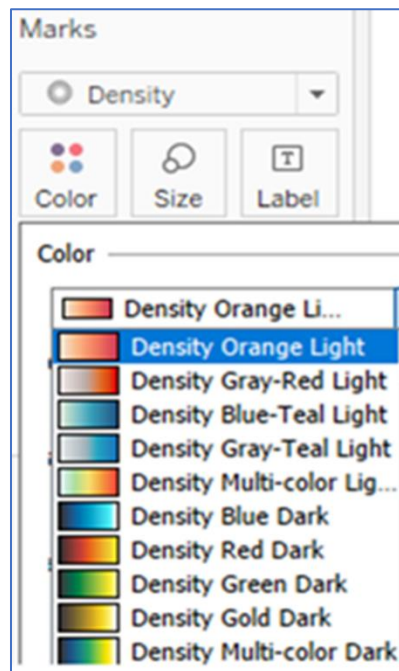 Marks
Density
Color Size Label
Color
Density Orange Li...
Density Orange Light
Density Gray-Red Light
Density Blue-Teal Light
Density Gray-Teal Light
Density Multi-color Lig...
Density Blue Dark
Density Red Dark
Density Green Dark
Density Gold Dark
Density Multi-color Dark